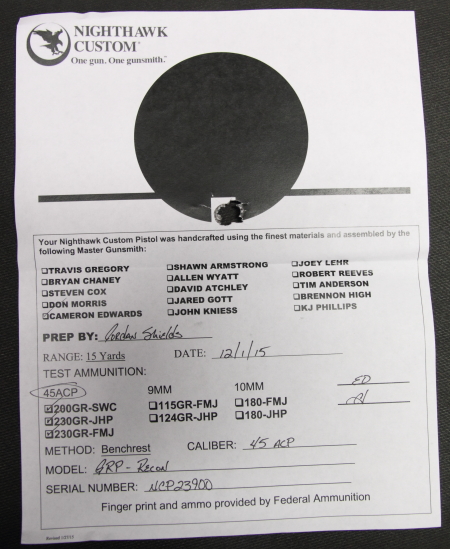 NIGHTHAWK
CUSTOM™
One gun. One gunsmith.™
Your Nighthawk Custom Pistol was handcrafted using the finest materials and assembled by the
following Master Gunsmith:
☐TRAVIS GREGORY ☐SHAWN ARMSTRONG ☐JOEY LEHR
☐BRYAN CHANEY ☐ALLEN WYATT ☐ROBERT REEVES
☐STEVEN COX ☐DAVID ATCHLEY ☐TIM ANDERSON
☐DON MORRIS ☐JARED GOTT ☐BRENNON HIGH
☐CAMERON EDWARDS ☐JOHN KNIESS ☐KJ PHILLIPS
PREP BY: Jordan Shields
RANGE: 15 Yards DATE: 12/1/15
TEST AMMUNITION:
45ACP 9MM 10MM ED
☑200GR-SWC ☐115GR-FMJ ☐180-FMJ
☑230GR-JHP ☐124GR-JHP ☐180-JHP
☑230GR-FMJ
METHOD: Benchrest CALIBER: 45 ACP
MODEL: GRP-Recon
SERIAL NUMBER: NCP23900
Finger print and ammo provided by Federal Ammunition